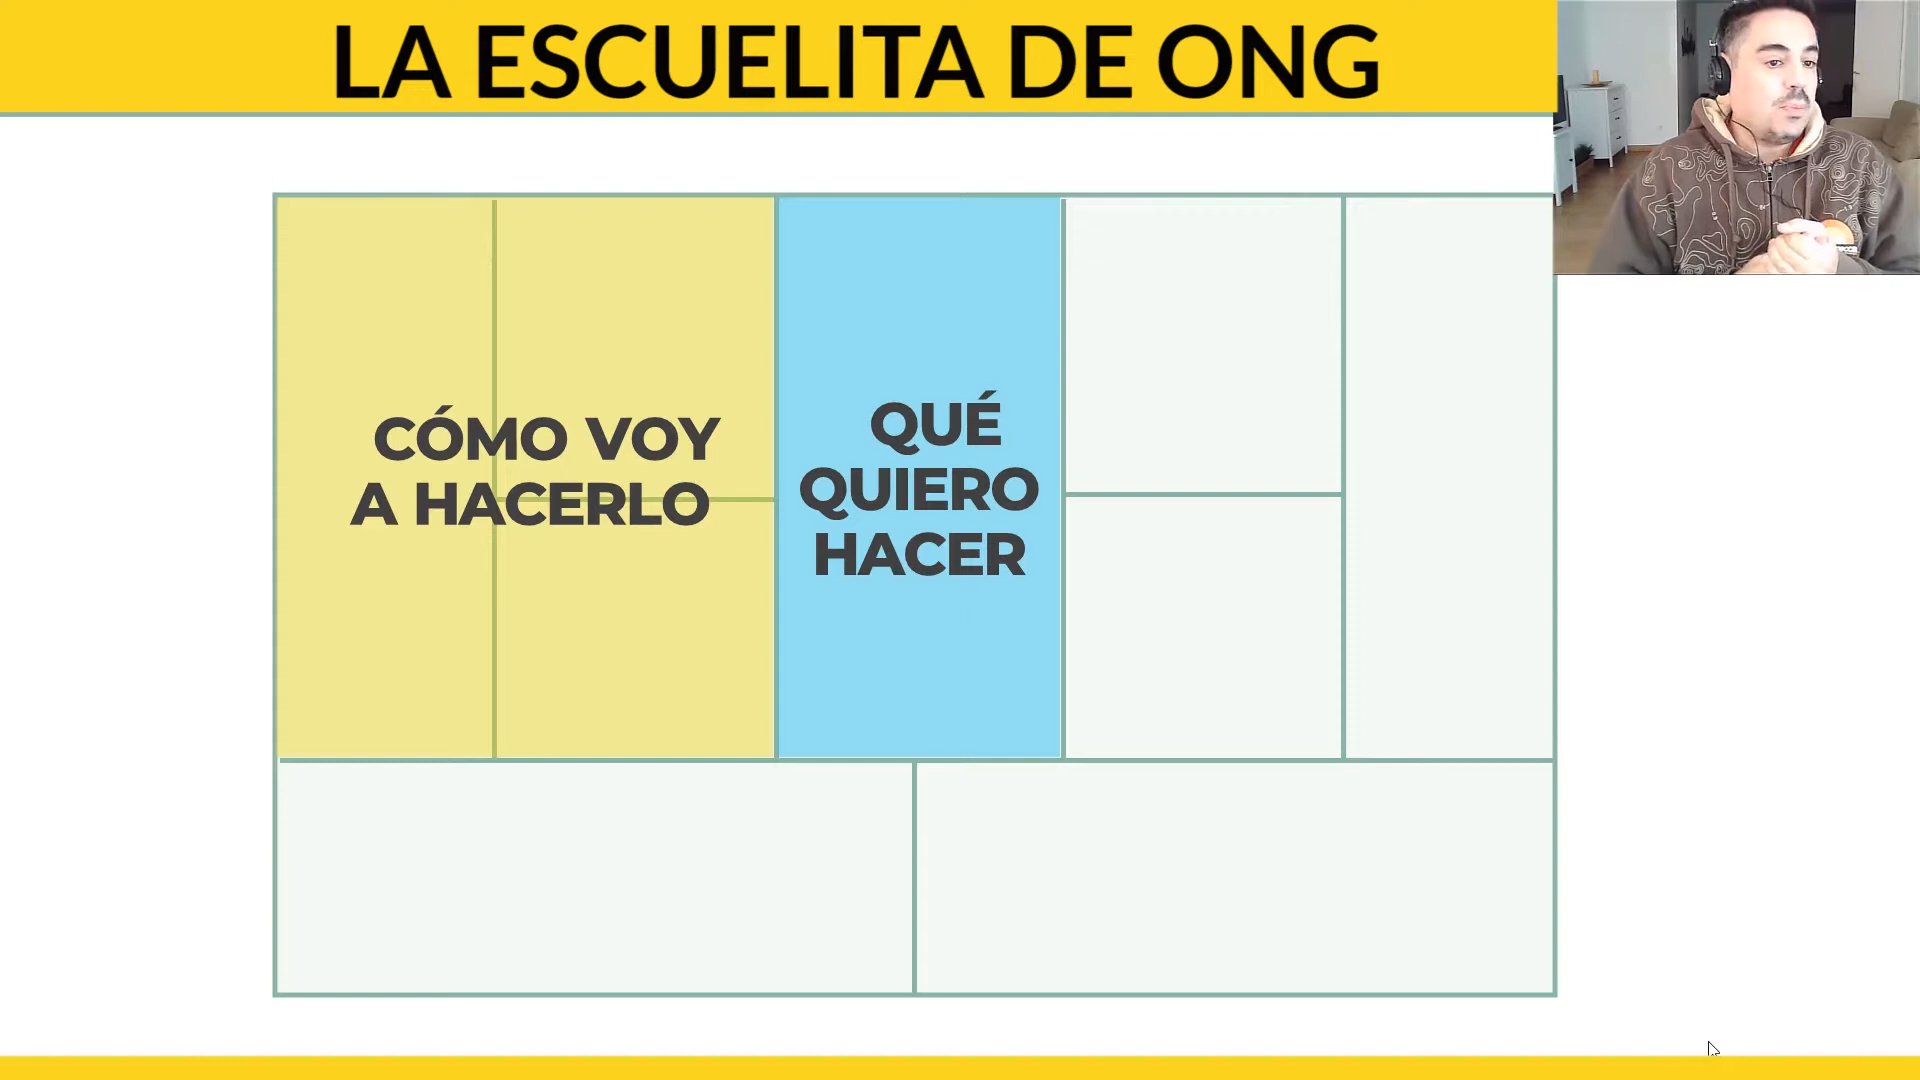 LA ESCUELITA DE ONG
CÓMO VOY
A HACERLO
QUÉ
QUIERO
HACER